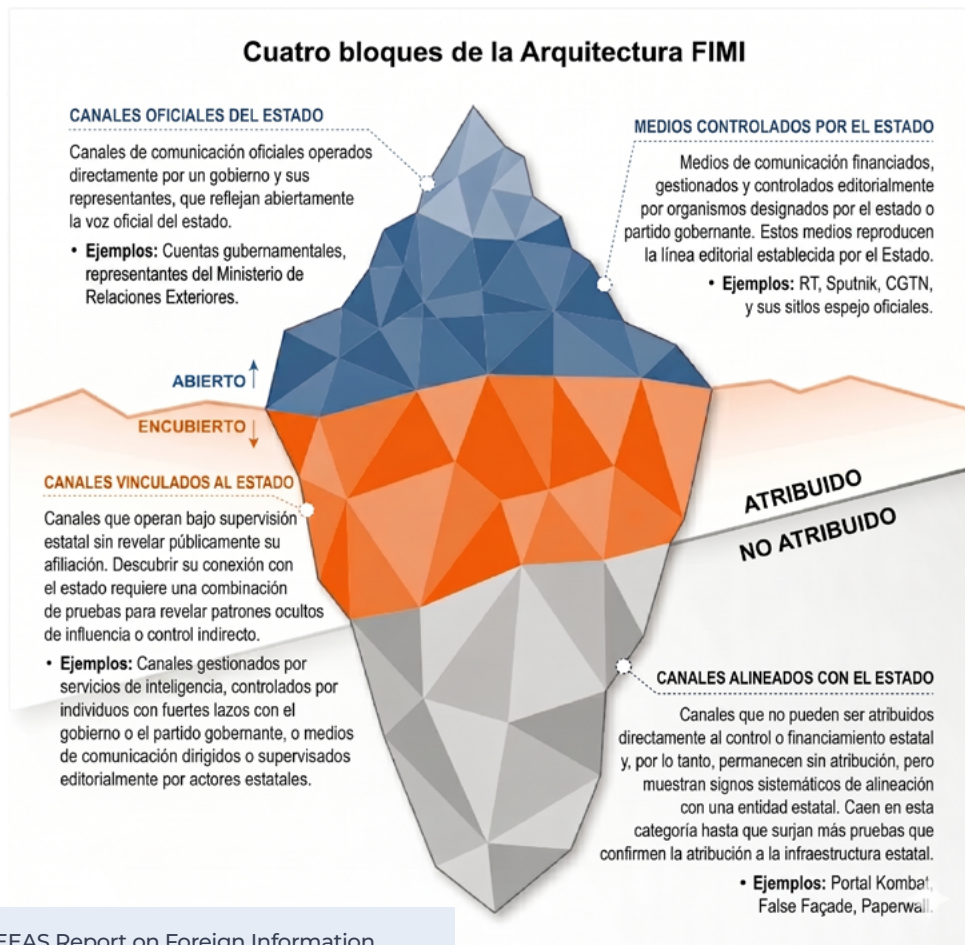 Cuatro bloques de la Arquitectura FIMI
CANALES OFICIALES DEL ESTADO
Canales de comunicación oficiales operados
directamente por un gobierno y sus
representantes, que reflejan abiertamente
la voz oficial del estado.
• Ejemplos: Cuentas gubernamentales,
representantes del Ministerio de
Relaciones Exteriores.
MEDIOS CONTROLADOS POR EL ESTADO
Medios de comunicación financiados,
gestionados y controlados editorialmente
por organismos designados por el estado o
partido gobernante. Estos medios reproducen
la línea editorial establecida por el Estado.
• Ejemplos: RT, Sputnik, CGTN,
y sus sitlos espejo oficiales.
ABIERTO
ENCUBIERTO
CANALES VINCULADOS AL ESTADO
Canales que operan bajo supervisión
estatal sin revelar públicamente su
afiliación. Descubrir su conexión con
el estado requiere una combinación
de pruebas para revelar patrones ocultos
de influencia o control indirecto.
• Ejemplos: Canales gestionados por
servicios de inteligencia, controlados por
individuos con fuertes lazos con el
gobierno o el partido gobernante, o medios
de comunicación dirigidos o supervisados
editorialmente por actores estatales.
ATRIBUIDO
NO ATRIBUIDO
CANALES ALINEADOS CON EL ESTADO
Canales que no pueden ser atribuidos
directamente al control o financiamiento estatal
y, por lo tanto, permanecen sin atribución, pero
muestran signos sistemáticos de alineación
con una entidad estatal. Caen en esta
categoría hasta que surjan más pruebas que
confirmen la atribución a la infraestructura estatal.
• Ejemplos: Portal Kombat,
False Façade, Paperwall.
EEAS Report on Foreign Information